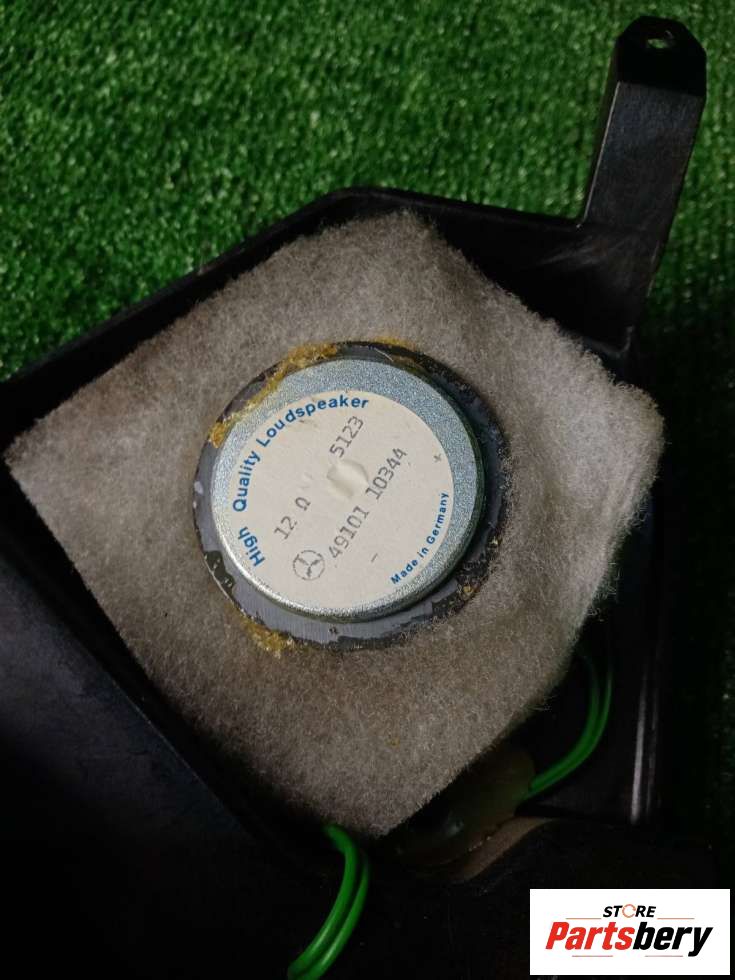 High Quality Loudspeaker
12 Ω 5123
49101 10344
+
-
Made in Germany
STORE
Partsbery